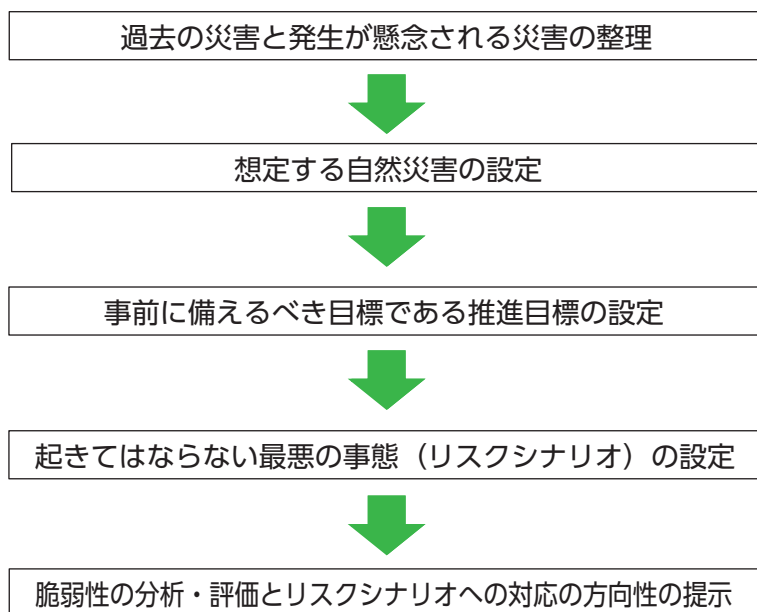 過去の災害と発生が懸念される災害の整理
想定する自然災害の設定
事前に備えるべき目標である推進目標の設定
起きてはならない最悪の事態（リスクシナリオ）の設定
脆弱性の分析・評価とリスクシナリオへの対応の方向性の提示